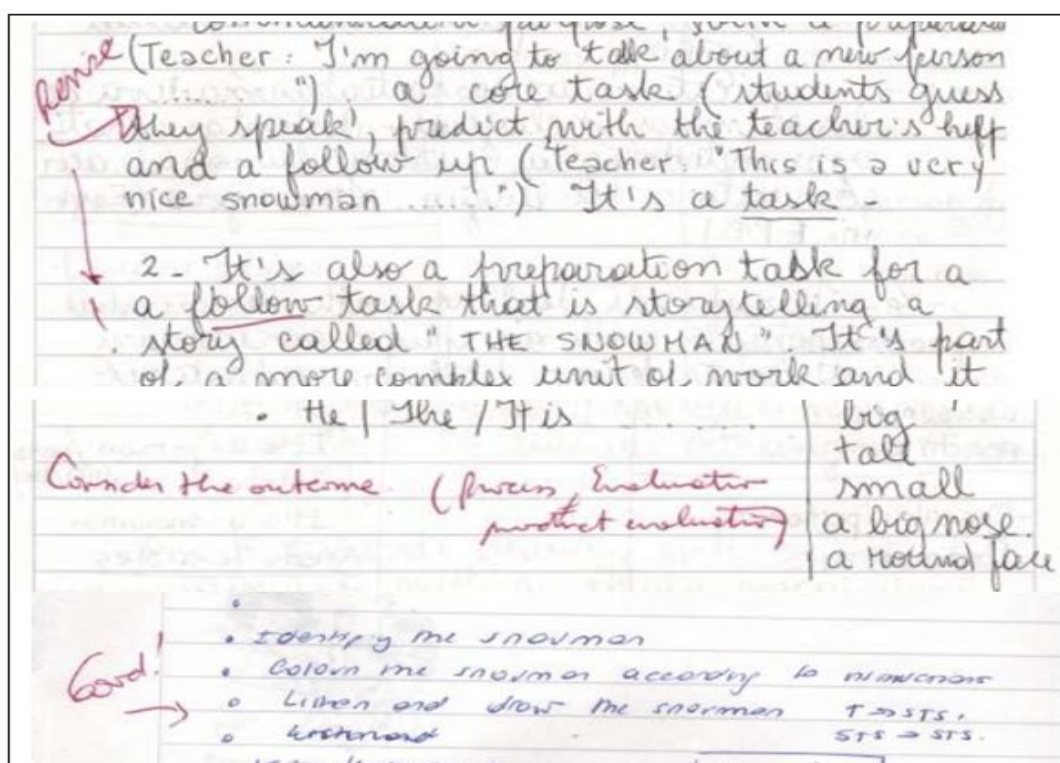 Revise
(Teacher: I'm going to talk about a new person
.........") . a core task (students guess
they speak', predict with the teacher's help
and a follow up (Teacher: "This is a very
nice snowman ....") It's a task -
2 - It's also a preparation task for a
a follow task that is storytelling a
. story called "THE SNOWMAN". It's part
of a more complex unit of work and it
• He / She / It is ......
big
tall
small
a big nose.
a round face
Consider the outcome. (process, Evaluation
product evaluation)
Good!
• Identify the snowman
• Colour the snowman according to instructions
• Listen and draw the snowman T → STS.
STS → STS.